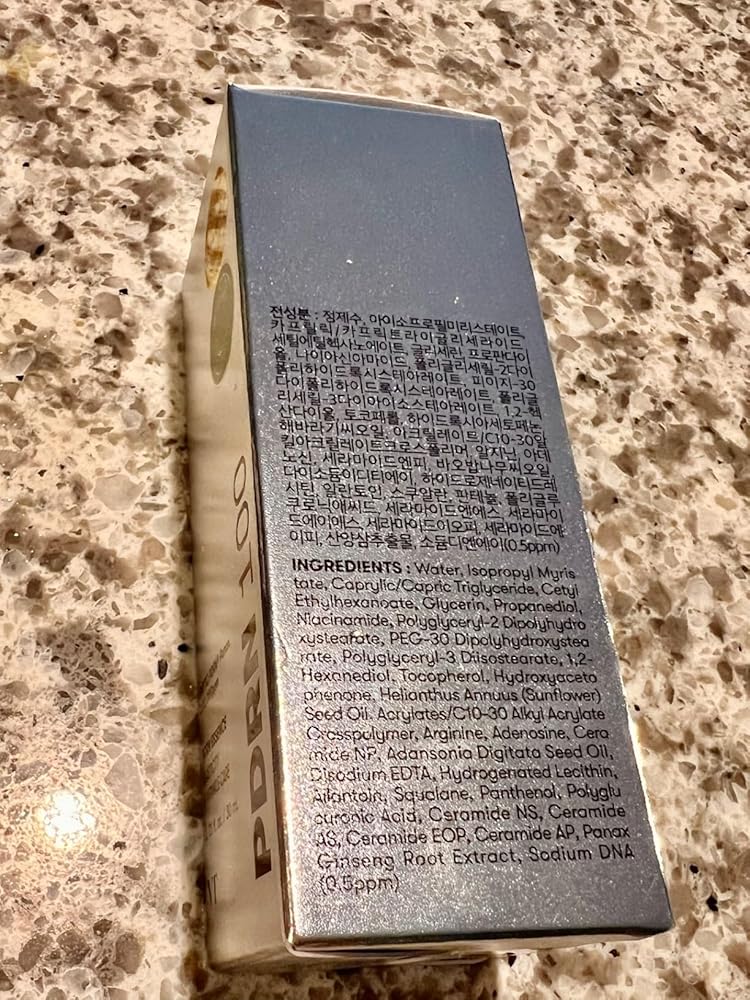 전성분 : 정제수, 아이소프로필미리스테이트,
카프릴릭/카프릭트라이글리세라이드,
세틸에틸헥사노에이트, 글리세린, 프로판다이
올, 나이아신아마이드, 폴리글리세릴-2다이
폴리하이드록시스테아레이트, 피이지-30
다이폴리하이드록시스테아레이트, 폴리글
리세릴-3다이아이소스테아레이트, 1,2-헥
산다이올, 토코페롤, 하이드록시아세토페논,
해바라기씨오일, 아크릴레이트/C10-30알
킬아크릴레이트크로스폴리머, 알지닌, 아데
노신, 세라마이드엔피, 바오밥나무씨오일,
다이소듐이디티에이, 하이드로제네이티드레
시틴, 알란토인, 스쿠알란, 판테놀, 폴리글루
쿠로닉애씨드, 세라마이드엔에스, 세라마이
드에이에스, 세라마이드이오피, 세라마이드에
이피, 산양삼추출물, 소듐디엔에이(0.5ppm)
INGREDIENTS : Water, Isopropyl Myris
tate, Caprylic/Capric Triglyceride, Cetyl
Ethylhexanoate, Glycerin, Propanediol,
Niacinamide, Polyglyceryl-2 Dipolyhydro
xystearate, PEG-30 Dipolyhydroxystea
rate, Polyglyceryl-3 Diisostearate, 1,2-
Hexanediol, Tocopherol, Hydroxyaceto
phenone, Helianthus Annuus (Sunflower)
Seed Oil, Acrylates/C10-30 Alkyl Acrylate
Crosspolymer, Arginine, Adenosine, Cera
mide NP, Adansonia Digitata Seed Oil,
Disodium EDTA, Hydrogenated Lecithin,
Allantoin, Squalane, Panthenol, Polyglu
curonic Acid, Ceramide NS, Ceramide
AS, Ceramide EOP, Ceramide AP, Panax
Ginseng Root Extract, Sodium DNA
(0.5ppm)
PDRN 100